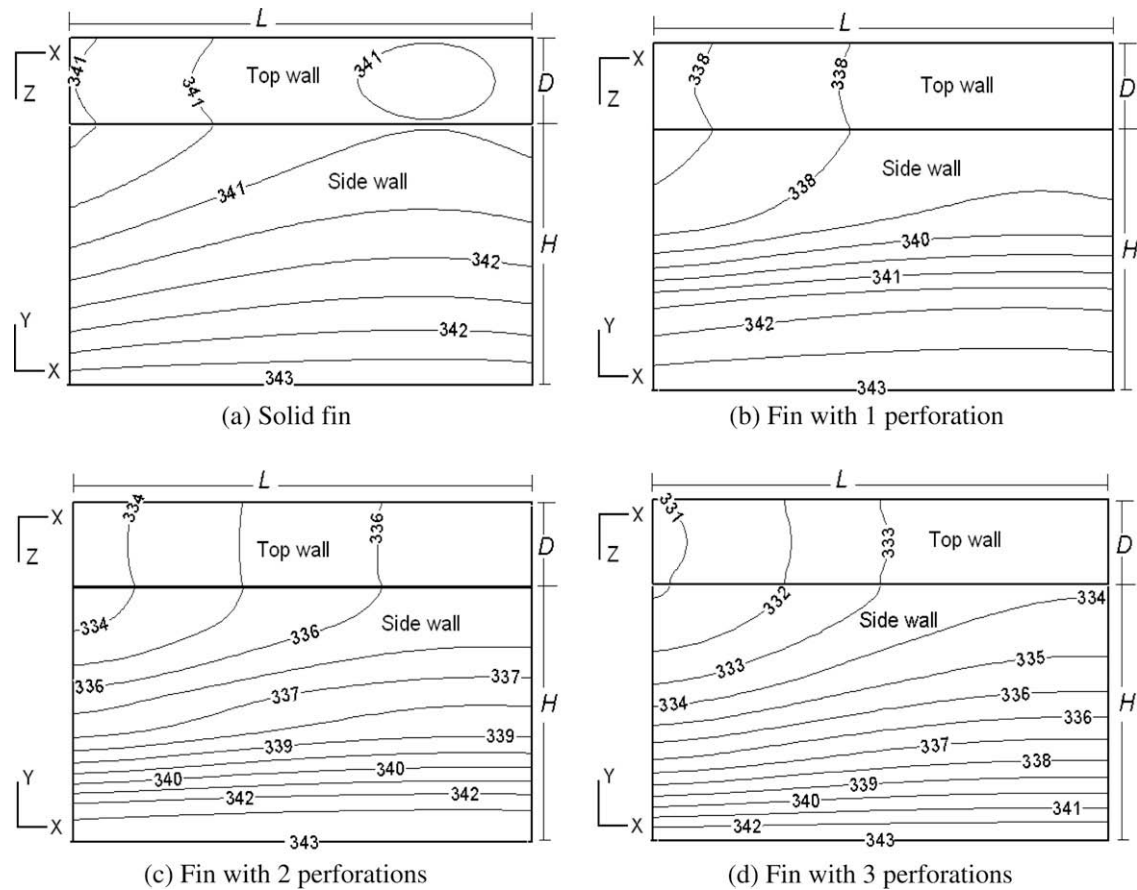 L
L
X
Z
341
341
Top wall
341
D
X
Z
338
338
Top wall
D
Side wall
341
342
342
343
H
Y
X
Side wall
338
340
341
342
343
H
Y
X
(a) Solid fin
(b) Fin with 1 perforation
L
L
X
Z
334
Top wall
336
D
X
Z
331
333
Top wall
D
334
Side wall
336
336
337
337
339
339
340
340
342
342
343
H
Y
X
332
Side wall
334
333
334
335
336
336
337
338
339
340
341
342
343
H
Y
X
(c) Fin with 2 perforations
(d) Fin with 3 perforations